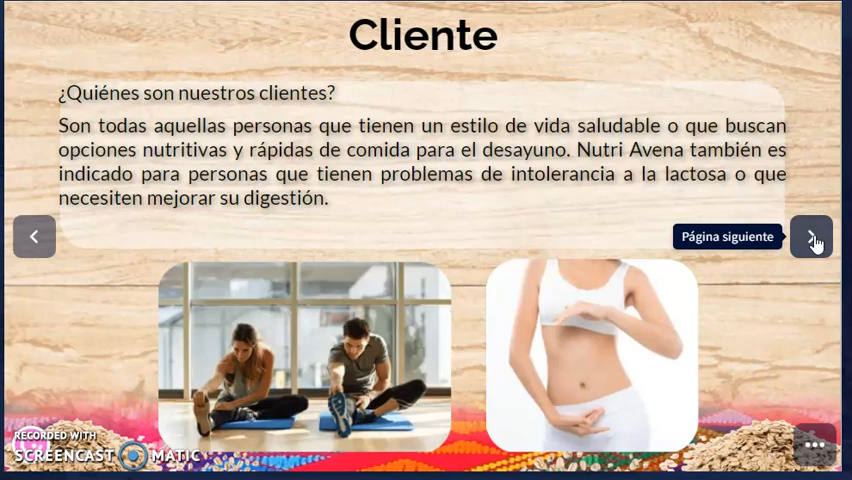 Cliente
¿Quiénes son nuestros clientes?
Son todas aquellas personas que tienen un estilo de vida saludable o que buscan
opciones nutritivas y rápidas de comida para el desayuno. Nutri Avena también es
indicado para personas que tienen problemas de intolerancia a la lactosa o que
necesiten mejorar su digestión.
Página siguiente
RECORDED WITH
SCREENCAST MATIC